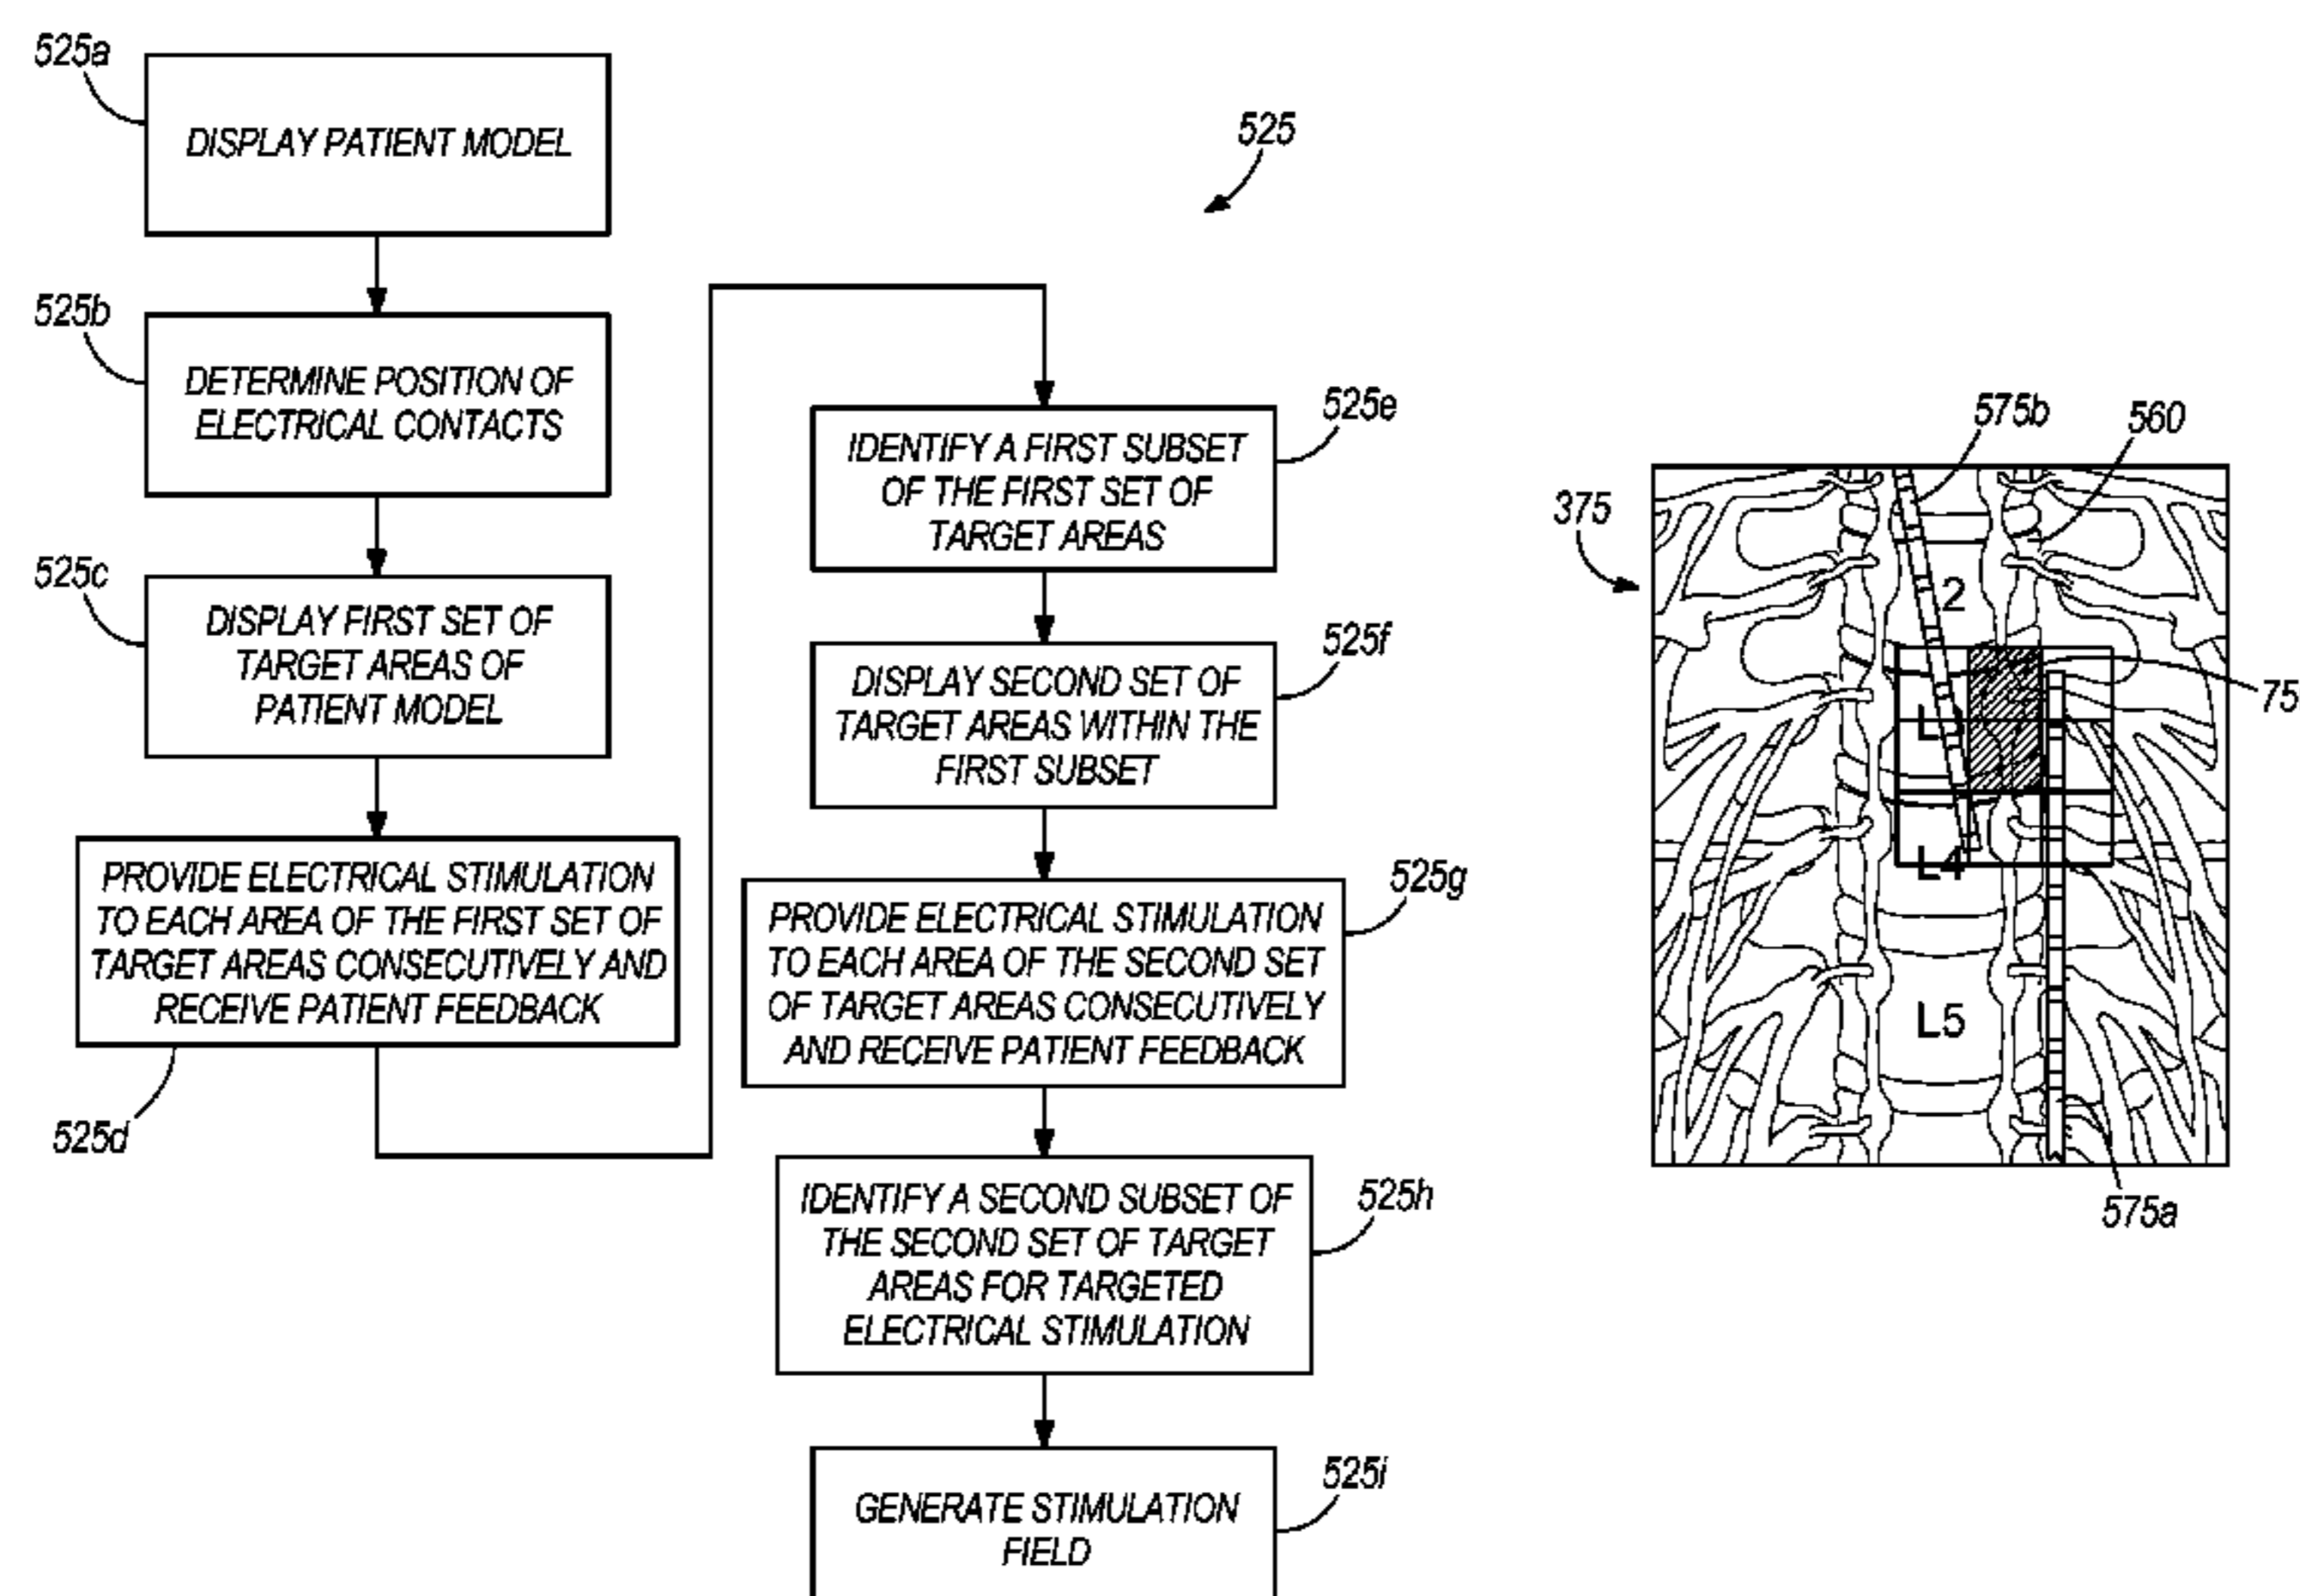 525a
DISPLAY PATIENT MODEL
525b
DETERMINE POSITION OF
ELECTRICAL CONTACTS
525c
DISPLAY FIRST SET OF
TARGET AREAS OF
PATIENT MODEL
PROVIDE ELECTRICAL STIMULATION
TO EACH AREA OF THE FIRST SET OF
TARGET AREAS CONSECUTIVELY AND
RECEIVE PATIENT FEEDBACK
525d
525
525e
IDENTIFY A FIRST SUBSET
OF THE FIRST SET OF
TARGET AREAS
525f
DISPLAY SECOND SET OF
TARGET AREAS WITHIN THE
FIRST SUBSET
525g
PROVIDE ELECTRICAL STIMULATION
TO EACH AREA OF THE SECOND SET
OF TARGET AREAS CONSECUTIVELY
AND RECEIVE PATIENT FEEDBACK
525h
IDENTIFY A SECOND SUBSET OF
THE SECOND SET OF TARGET
AREAS FOR TARGETED
ELECTRICAL STIMULATION
525i
GENERATE STIMULATION
FIELD
575b
560
375
2
75
L4
L5
575a